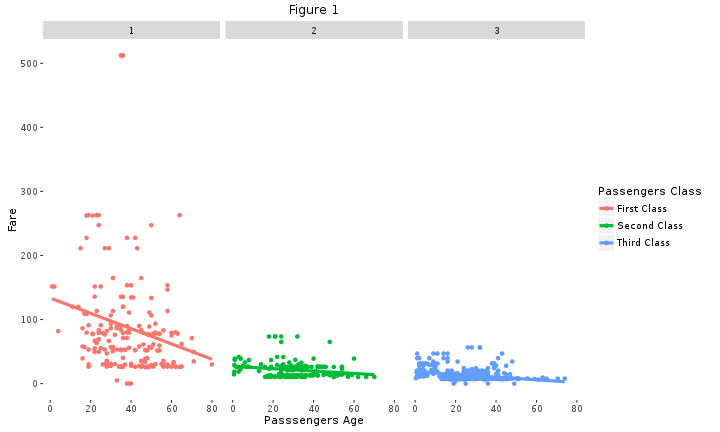 Figure 1
1 2 3
500
400
300
200
100
0
Fare
0 20 40 60 80 0 20 40 60 80 0 20 40 60 80
Passsengers Age
Passengers Class
First Class
Second Class
Third Class